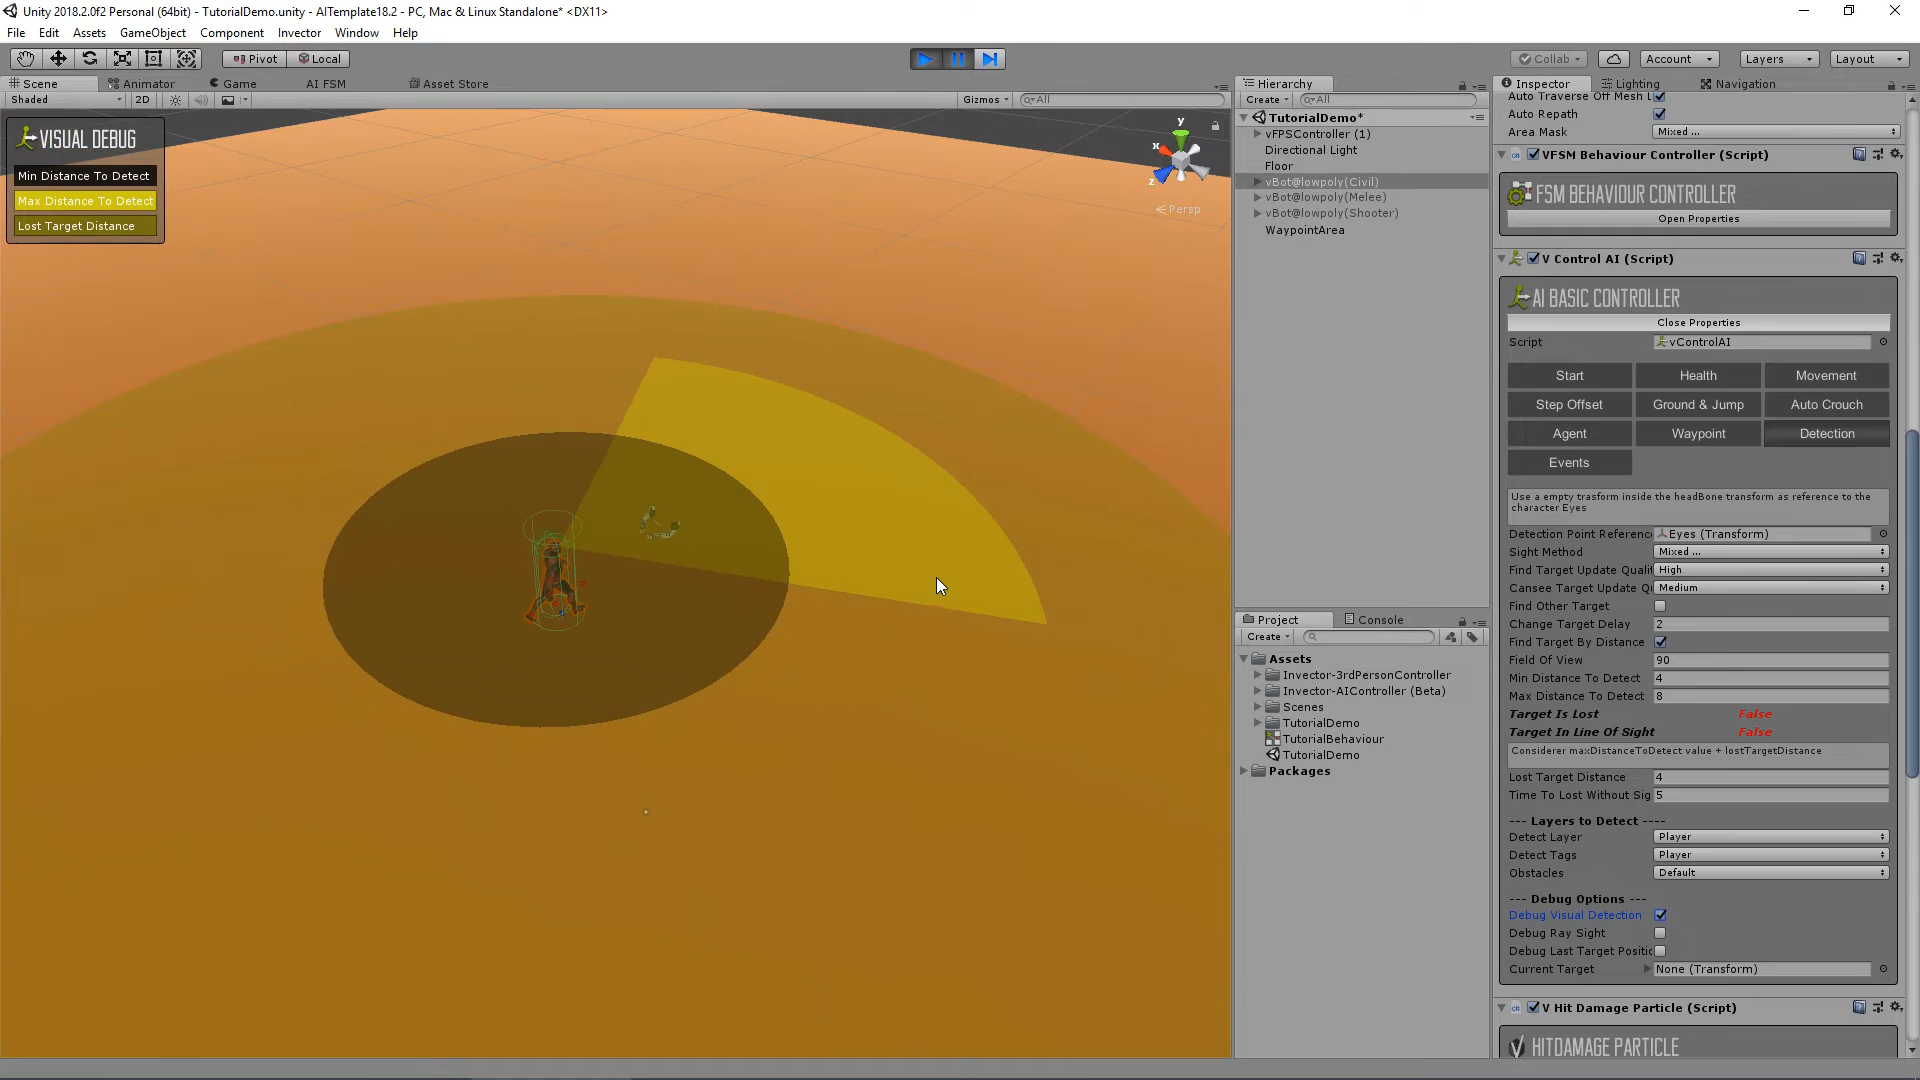 Unity 2018.2.0f2 Personal (64bit) - TutorialDemo.unity - AITemplate18.2 - PC, Mac & Linux Standalone* <DX11>
File Edit Assets GameObject Component Invector Window Help
Pivot Local Collab Account Layers Layout
Scene Animator Game AI FSM Asset Store
Shaded 2D Gizmos All
VISUAL DEBUG
Min Distance To Detect
Max Distance To Detect
Lost Target Distance
y
x
z
Persp
Hierarchy
Create All
TutorialDemo*
vFPSController (1)
Directional Light
Floor
vBot@lowpoly(Civil)
vBot@lowpoly(Melee)
vBot@lowpoly(Shooter)
WaypointArea
Project Console
Create
Assets
Invector-3rdPersonController
Invector-AIController (Beta)
Scenes
TutorialDemo
TutorialBehaviour
TutorialDemo
Packages
Inspector Lighting Navigation
Auto Traverse Off Mesh L
Auto Repath
Area Mask Mixed ...
VFSM Behaviour Controller (Script)
FSM BEHAVIOUR CONTROLLER
Open Properties
V Control AI (Script)
AI BASIC CONTROLLER
Close Properties
Script vControlAI
Start Health Movement
Step Offset Ground & Jump Auto Crouch
Agent Waypoint Detection
Events
Use a empty trasform inside the headBone transform as reference to the
character Eyes
Detection Point Referenc Eyes (Transform)
Sight Method Mixed ...
Find Target Update Qualit High
Cansee Target Update Q Medium
Find Other Target
Change Target Delay 2
Find Target By Distance
Field Of View 90
Min Distance To Detect 4
Max Distance To Detect 8
Target Is Lost False
Target In Line Of Sight False
Considerer maxDistanceToDetect value + lostTargetDistance
Lost Target Distance 4
Time To Lost Without Sig 5
--- Layers to Detect ----
Detect Layer Player
Detect Tags Player
Obstacles Default
--- Debug Options ---
Debug Visual Detection
Debug Ray Sight
Debug Last Target Positic
Current Target None (Transform)
V Hit Damage Particle (Script)
HITDAMAGE PARTICLE